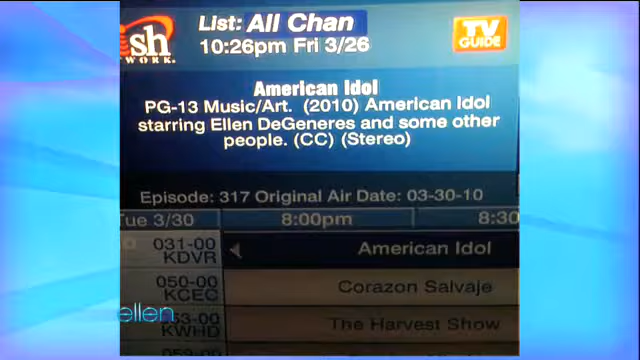 ish
List: All Chan
WORK.
10:26pm Fri 3/26
TV
GUIDE
American Idol
PG-13 Music/Art. (2010) American Idol
starring Ellen DeGeneres and some other
people. (CC) (Stereo)
Episode: 317 Original Air Date: 03-30-10
Tue 3/30 8:00pm 8:30
031-00
KDVR
American Idol
050-00
KCEC
Corazon Salvaje
ellen
53-00
KWHD
The Harvest Show